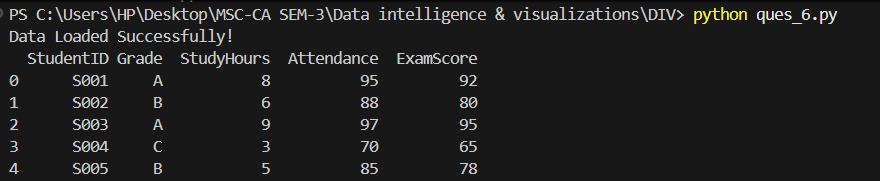 PS C:\Users\HP\Desktop\MSC-CA SEM-3\Data intelligence & visualizations\DIV> python ques_6.py
Data Loaded Successfully!
  StudentID Grade  StudyHours  Attendance  ExamScore
0      S001     A           8          95         92
1      S002     B           6          88         80
2      S003     A           9          97         95
3      S004     C           3          70         65
4      S005     B           5          85         78